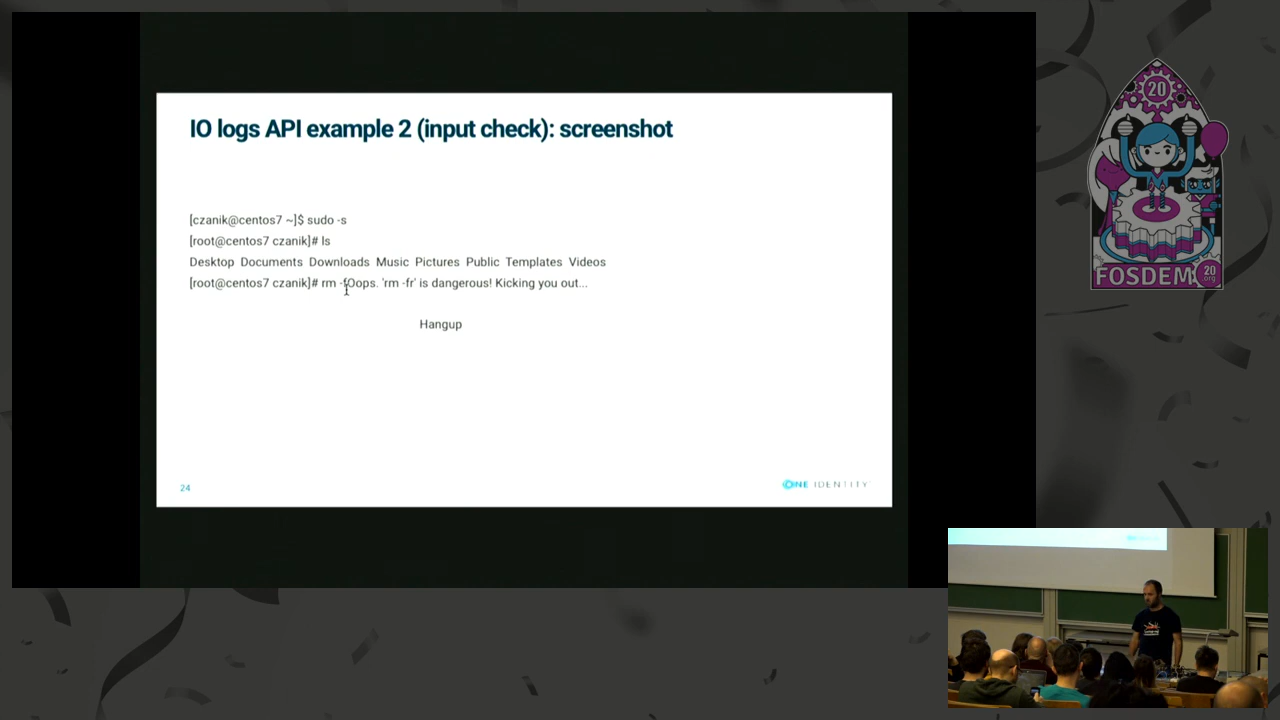 IO logs API example 2 (input check): screenshot
[czanik@centos7 ~]$ sudo -s
[root@centos7 czanik]# ls
Desktop Documents Downloads Music Pictures Public Templates Videos
[root@centos7 czanik]# rm -fOops. 'rm -fr' is dangerous! Kicking you out...
Hangup
24
ONE IDENTITY
20
FOSDEM
20
.org